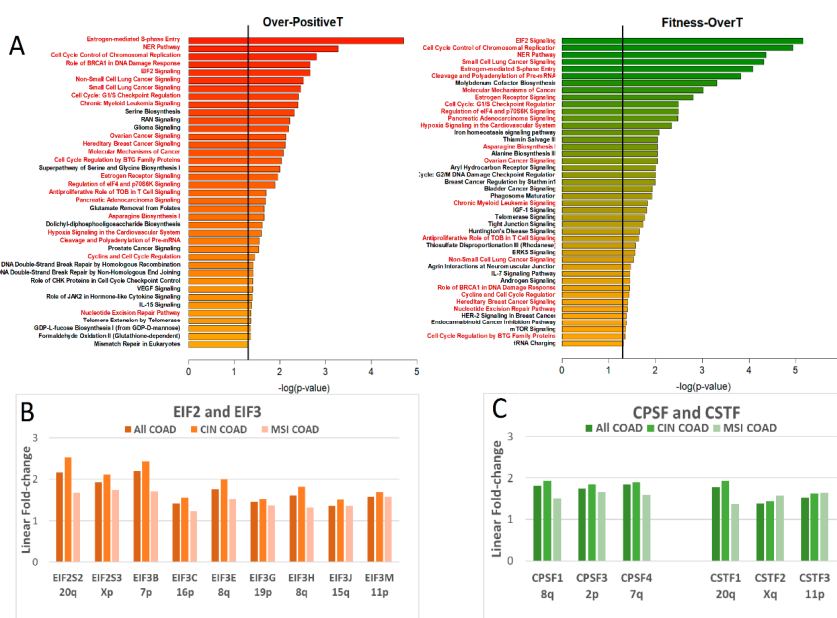 A
Over-PositiveT
Estrogen-mediated S-phase Entry
NER Pathway
Cell Cycle Control of Chromosomal Replication
Role of BRCA1 in DNA Damage Response
EIF2 Signaling
Non-Small Cell Lung Cancer Signaling
Small Cell Lung Cancer Signaling
Cell Cycle: G1/S Checkpoint Regulation
Chronic Myeloid Leukemia Signaling
Serine Biosynthesis
RAN Signaling
Glioma Signaling
Ovarian Cancer Signaling
Hereditary Breast Cancer Signaling
Molecular Mechanisms of Cancer
Cell Cycle Regulation by BTG Family Proteins
Superpathway of Serine and Glycine Biosynthesis I
Estrogen Receptor Signaling
Regulation of eIF4 and p70S6K Signaling
Antiproliferative Role of TOB in T Cell Signaling
Pancreatic Adenocarcinoma Signaling
Glutamate Removal from Folates
Asparagine Biosynthesis I
Dolichyl-diphosphooligosaccharide Biosynthesis
Hypoxia Signaling in the Cardiovascular System
Cleavage and Polyadenylation of Pre-mRNA
Prostate Cancer Signaling
Cyclins and Cell Cycle Regulation
DNA Double-Strand Break Repair by Homologous Recombination
NA Double-Strand Break Repair by Non-Homologous End Joining
Role of CHK Proteins in Cell Cycle Checkpoint Control
VEGF Signaling
Role of JAK2 in Hormone-like Cytokine Signaling
IL-15 Signaling
Nucleotide Excision Repair Pathway
Telomere Extension by Telomerase
GDP-L-fucose Biosynthesis I (from GDP-D-mannose)
Formaldehyde Oxidation II (Glutathione-dependent)
Mismatch Repair in Eukaryotes
0 1 2 3 4 5
-log(p-value)
Fitness-OverT
EIF2 Signaling
Cell Cycle Control of Chromosomal Replication
NER Pathway
Small Cell Lung Cancer Signaling
Estrogen-mediated S-phase Entry
Cleavage and Polyadenylation of Pre-mRNA
Molybdenum Cofactor Biosynthesis
Molecular Mechanisms of Cancer
Estrogen Receptor Signaling
Cell Cycle: G1/S Checkpoint Regulation
Regulation of eIF4 and p70S6K Signaling
Pancreatic Adenocarcinoma Signaling
Hypoxia Signaling in the Cardiovascular System
Iron homeostasis signaling pathway
Thiamin Salvage II
Asparagine Biosynthesis I
Alanine Biosynthesis II
Ovarian Cancer Signaling
Aryl Hydrocarbon Receptor Signaling
Cycle: G2/M DNA Damage Checkpoint Regulation
Breast Cancer Regulation by Stathmin1
Bladder Cancer Signaling
Phagosome Maturation
Chronic Myeloid Leukemia Signaling
IGF-1 Signaling
Telomerase Signaling
Tight Junction Signaling
Huntington's Disease Signaling
Antiproliferative Role of TOB in T Cell Signaling
Thiosulfate Disproportionation III (Rhodanese)
ERK5 Signaling
Non-Small Cell Lung Cancer Signaling
Agrin Interactions at Neuromuscular Junction
IL-7 Signaling Pathway
Androgen Signaling
Role of BRCA1 in DNA Damage Response
Cyclins and Cell Cycle Regulation
Hereditary Breast Cancer Signaling
Nucleotide Excision Repair Pathway
HER-2 Signaling in Breast Cancer
Endocannabinoid Cancer Inhibition Pathway
mTOR Signaling
Cell Cycle Regulation by BTG Family Proteins
tRNA Charging
0 1 2 3 4 5
-log(p-value)
B
EIF2 and EIF3
All COAD CIN COAD MSI COAD
Linear Fold-change
3
2
1
0
EIF2S2 EIF2S3 EIF3B EIF3C EIF3E EIF3G EIF3H EIF3J EIF3M
20q Xp 7p 16p 8q 19p 8q 15q 11p
C
CPSF and CSTF
All COAD CIN COAD MSI COAD
Linear Fold-change
3
2
1
0
CPSF1 CPSF3 CPSF4 CSTF1 CSTF2 CSTF3
8q 2p 7q 20q Xq 11p